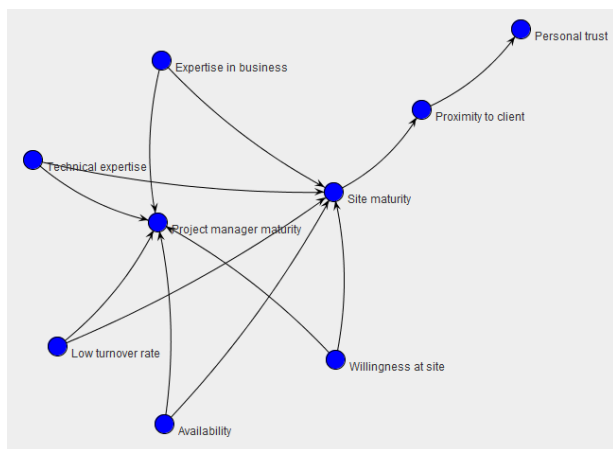 Personal trust
Expertise in business
Proximity to client
Technical expertise
Site maturity
Project manager maturity
Low turnover rate
Willingness at site
Availability